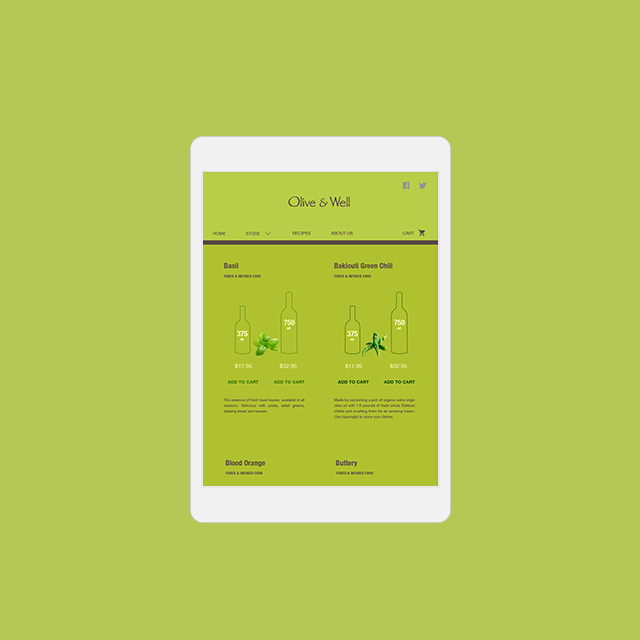 Olive & Well
HOME STORE RECIPES ABOUT US CART
Basil
FUSED & INFUSED EVOO
375
ml
750
ml
$17.95 $32.95
ADD TO CART ADD TO CART
The essence of fresh basil leaves, available in all
seasons. Delicious with pasta, salad greens,
dipping bread and sauces.
Baklouti Green Chili
FUSED & INFUSED EVOO
375
ml
750
ml
$17.95 $32.95
ADD TO CART ADD TO CART
Made by combining a pint of organic extra virgin
olive oil with 1.8 pounds of fresh whole Baklouti
chilies and crushing them for an amazing fusion.
Use (sparingly) to spice your dishes.
Blood Orange
FUSED & INFUSED EVOO
Buttery
FUSED & INFUSED EVOO